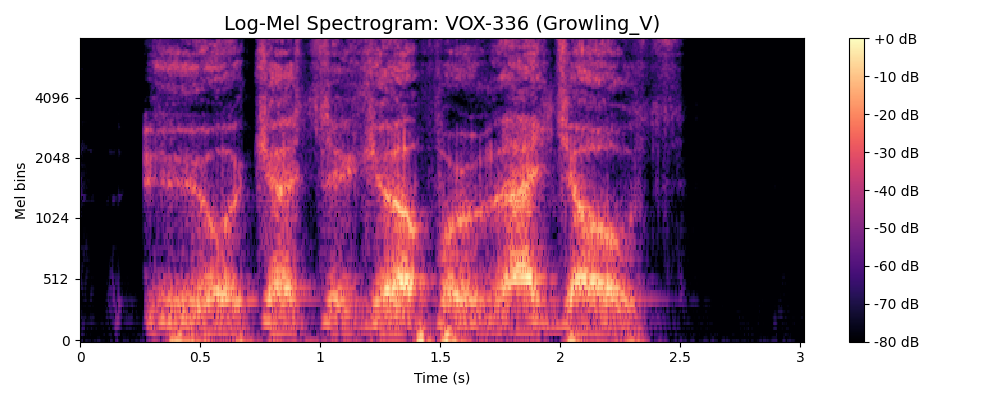 Log-Mel Spectrogram: VOX-336 (Growling_V)
Mel bins
4096
2048
1024
512
0
0
0.5
1
1.5
2
2.5
3
Time (s)
+0 dB
-10 dB
-20 dB
-30 dB
-40 dB
-50 dB
-60 dB
-70 dB
-80 dB